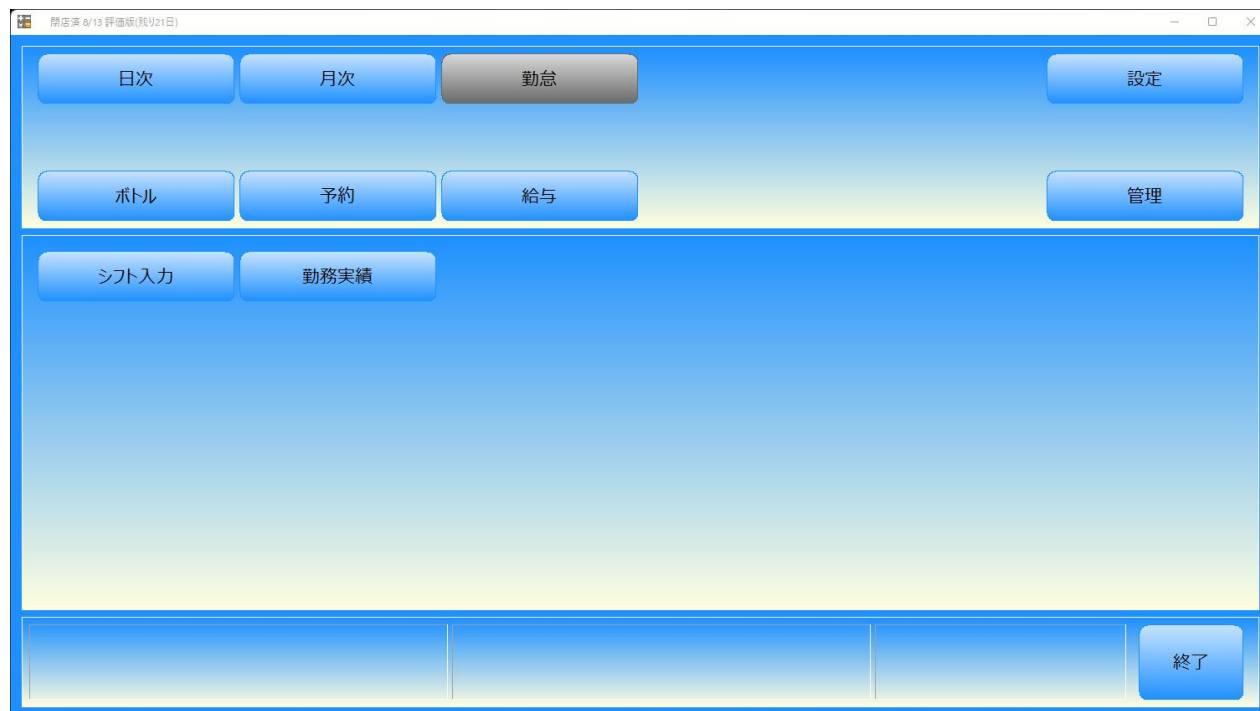 閉店済 8/13 評価版(残り21日)
日次 月次 勤怠 設定
ボトル 予約 給与 管理
シフト入力 勤務実績
終了